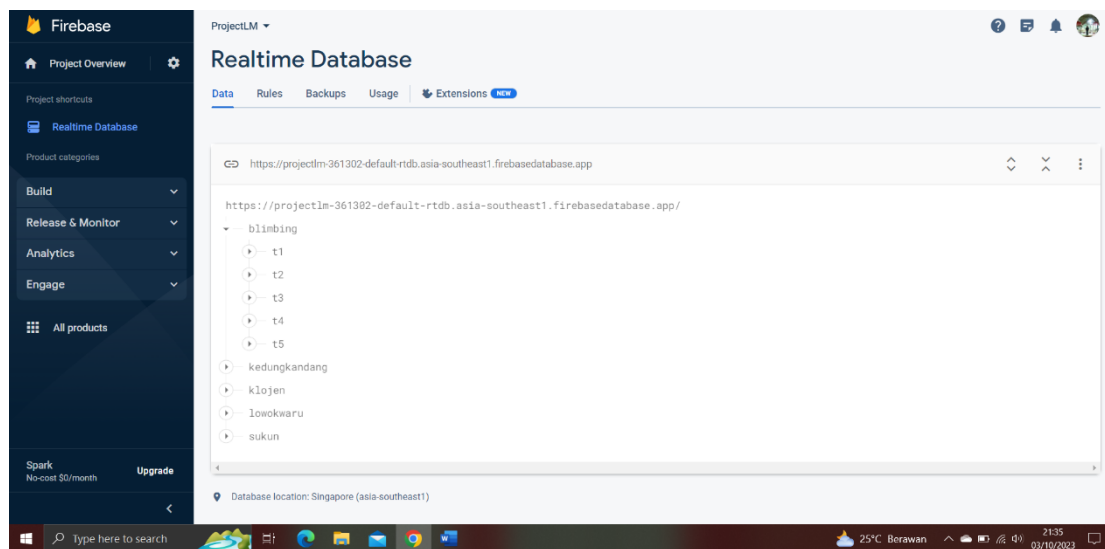 Firebase
Project Overview
Project shortcuts
Realtime Database
Product categories
Build
Release & Monitor
Analytics
Engage
All products
Spark
No-cost $0/month
Upgrade
ProjectLM
Realtime Database
Data Rules Backups Usage Extensions NEW
https://projectlm-361302-default-rtdb.asia-southeast1.firebasedatabase.app
https://projectlm-361302-default-rtdb.asia-southeast1.firebasedatabase.app/
blimbing
t1
t2
t3
t4
t5
kedungkandang
klojen
lowokwaru
sukun
Database location: Singapore (asia-southeast1)
Type here to search
25°C Berawan
21:35
03/10/2023